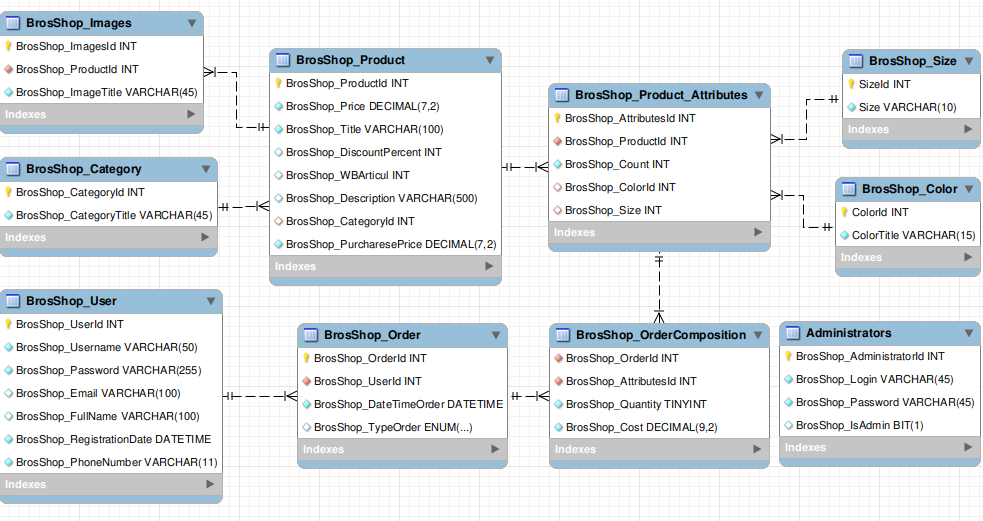 BrosShop_Images
BrosShop_ImagesId INT
BrosShop_ProductId INT
BrosShop_ImageTitle VARCHAR(45)
Indexes
BrosShop_Category
BrosShop_CategoryId INT
BrosShop_CategoryTitle VARCHAR(45)
Indexes
BrosShop_User
BrosShop_UserId INT
BrosShop_Username VARCHAR(50)
BrosShop_Password VARCHAR(255)
BrosShop_Email VARCHAR(100)
BrosShop_FullName VARCHAR(100)
BrosShop_RegistrationDate DATETIME
BrosShop_PhoneNumber VARCHAR(11)
Indexes
BrosShop_Product
BrosShop_ProductId INT
BrosShop_Price DECIMAL(7,2)
BrosShop_Title VARCHAR(100)
BrosShop_DiscountPercent INT
BrosShop_WBArticul INT
BrosShop_Description VARCHAR(500)
BrosShop_CategoryId INT
BrosShop_PurcharesePrice DECIMAL(7,2)
Indexes
BrosShop_Order
BrosShop_OrderId INT
BrosShop_UserId INT
BrosShop_DateTimeOrder DATETIME
BrosShop_TypeOrder ENUM(...)
Indexes
BrosShop_Product_Attributes
BrosShop_AttributesId INT
BrosShop_ProductId INT
BrosShop_Count INT
BrosShop_ColorId INT
BrosShop_Size INT
Indexes
BrosShop_OrderComposition
BrosShop_OrderId INT
BrosShop_AttributesId INT
BrosShop_Quantity TINYINT
BrosShop_Cost DECIMAL(9,2)
Indexes
BrosShop_Size
SizeId INT
Size VARCHAR(10)
Indexes
BrosShop_Color
ColorId INT
ColorTitle VARCHAR(15)
Indexes
Administrators
BrosShop_AdministratorId INT
BrosShop_Login VARCHAR(45)
BrosShop_Password VARCHAR(45)
BrosShop_IsAdmin BIT(1)
Indexes